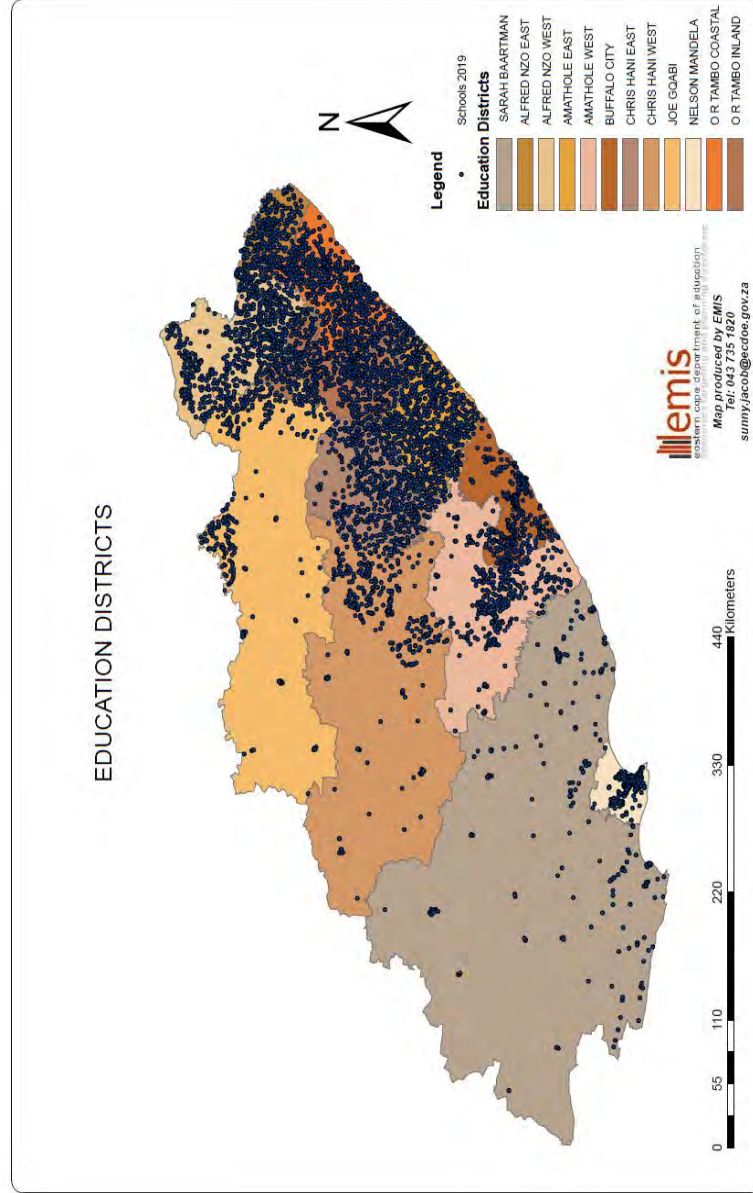 EDUCATION DISTRICTS
N
Legend
Schools 2019
Education Districts
SARAH BAARTMAN
ALFRED NZO EAST
ALFRED NZO WEST
AMATHOLE EAST
AMATHOLE WEST
BUFFALO CITY
CHRIS HANI EAST
CHRIS HANI WEST
JOE GQABI
NELSON MANDELA
O R TAMBO COASTAL
O R TAMBO INLAND
emis
eastern cape department of education
Map produced by EMIS
Tel: 043 735 1820
sunny.jacob@ecdoe.gov.za
0 55 110 220 330 440
Kilometers